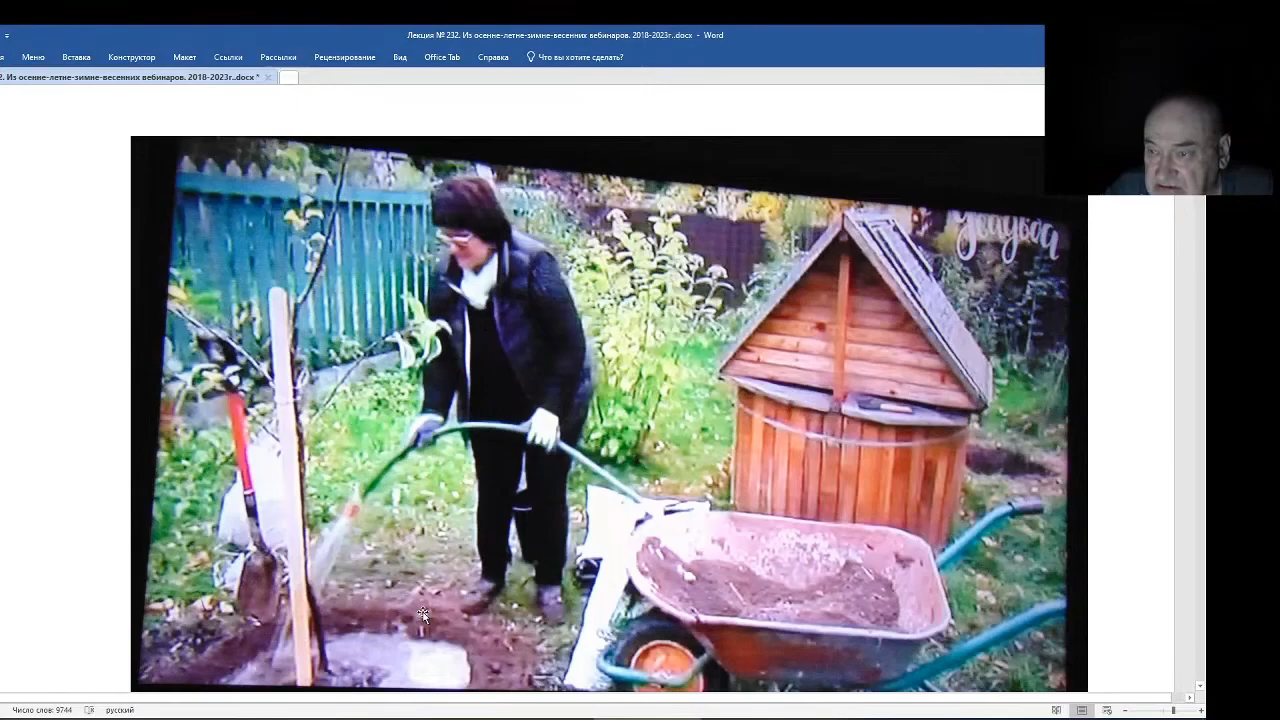 Лекция № 232. Из осенне-летне-зимне-весенних вебинаров. 2018-2023г..docx - Word
Меню Вставка Конструктор Макет Ссылки Рассылки Рецензирование Вид Office Tab Справка Что вы хотите сделать?
2. Из осенне-летне-зимне-весенних вебинаров. 2018-2023г..docx *
Усадьба
Число слов: 9744 русский